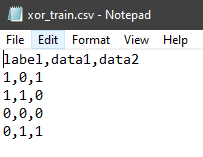 xor_train.csv - Notepad
File Edit Format View Help
label,data1,data2
1,0,1
1,1,0
0,0,0
0,1,1